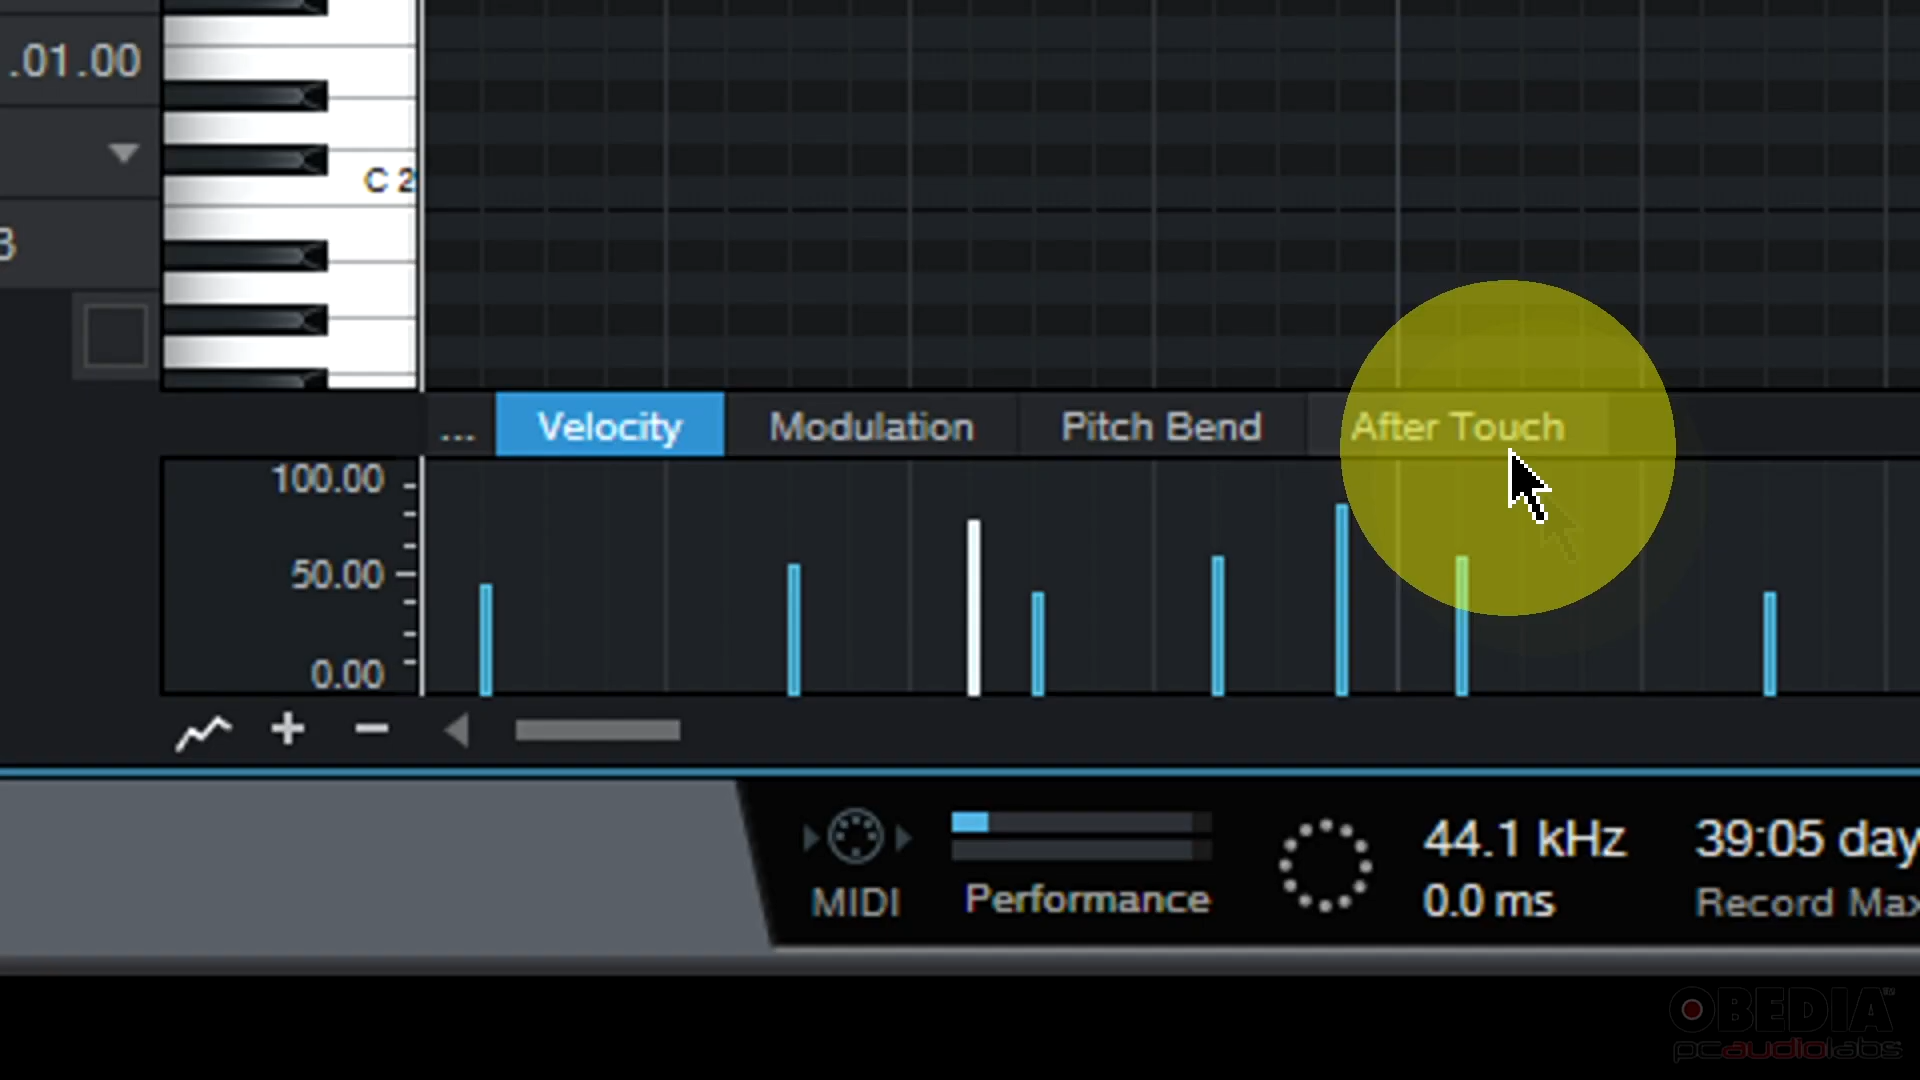 .01.00
C 2
3
... Velocity Modulation Pitch Bend After Touch
100.00
50.00
0.00
MIDI
Performance
44.1 kHz
0.0 ms
39:05 day
Record Max
OBEDIA
pcaudiolabs